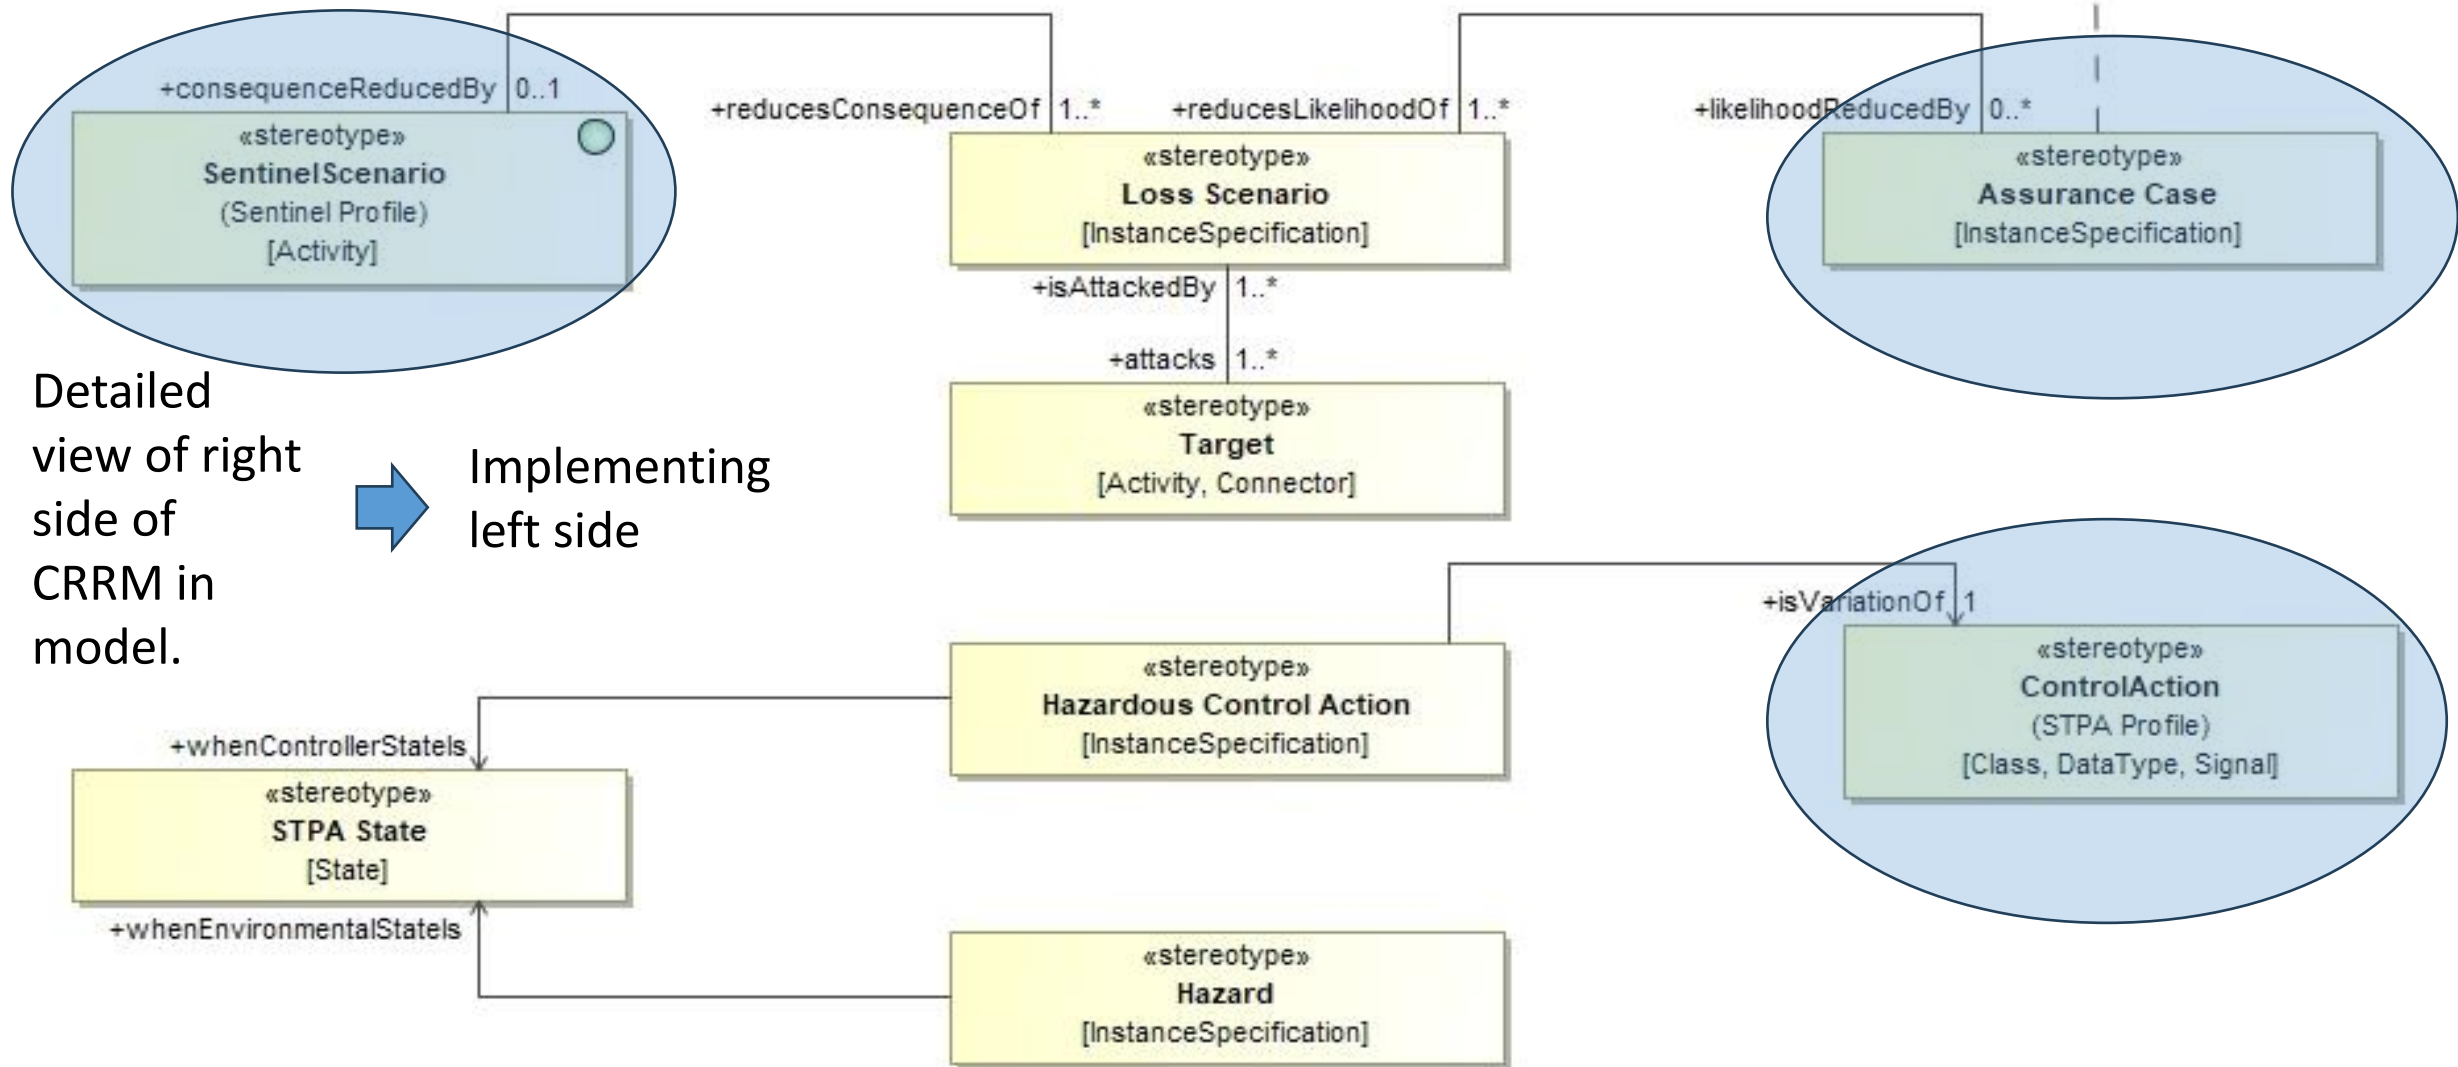 +consequenceReducedBy 0..1
+reducesConsequenceOf 1..*
+reducesLikelihoodOf 1..*
+likelihoodReducedBy 0..*
«stereotype»
SentinelScenario
(Sentinel Profile)
[Activity]
«stereotype»
Loss Scenario
[InstanceSpecification]
«stereotype»
Assurance Case
[InstanceSpecification]
+isAttackedBy 1..*
+attacks 1..*
«stereotype»
Target
[Activity, Connector]
Detailed
view of right
side of
CRRM in
model.
Implementing
left side
+isVariationOf 1
«stereotype»
Hazardous Control Action
[InstanceSpecification]
«stereotype»
ControlAction
(STPA Profile)
[Class, DataType, Signal]
+whenControllerStateIs
«stereotype»
STPA State
[State]
+whenEnvironmentalStateIs
«stereotype»
Hazard
[InstanceSpecification]